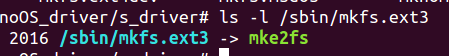 noOS_driver/s_driver# ls -l /sbin/mkfs.ext3
2016 /sbin/mkfs.ext3 -> mke2fs